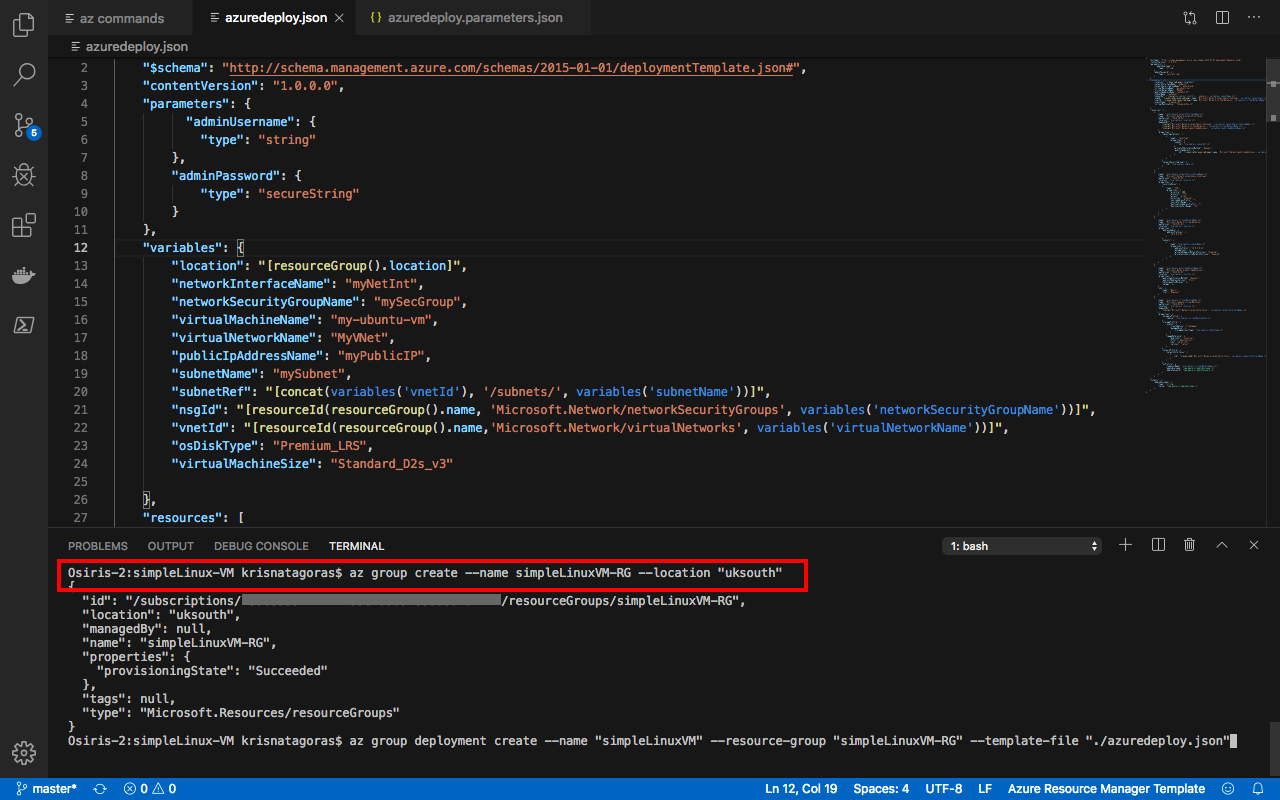 az commands
azuredeploy.json
azuredeploy.parameters.json
azuredeploy.json
2 "$schema": "http://schema.management.azure.com/schemas/2015-01-01/deploymentTemplate.json#",
3 "contentVersion": "1.0.0.0",
4 "parameters": {
5 "adminUsername": {
6 "type": "string"
7 },
8 "adminPassword": {
9 "type": "secureString"
10 }
11 },
12 "variables": {
13 "location": "[resourceGroup().location]",
14 "networkInterfaceName": "myNetInt",
15 "networkSecurityGroupName": "mySecGroup",
16 "virtualMachineName": "my-ubuntu-vm",
17 "virtualNetworkName": "MyVNet",
18 "publicIpAddressName": "myPublicIP",
19 "subnetName": "mySubnet",
20 "subnetRef": "[concat(variables('vnetId'), '/subnets/', variables('subnetName'))]",
21 "nsgId": "[resourceId(resourceGroup().name, 'Microsoft.Network/networkSecurityGroups', variables('networkSecurityGroupName'))]",
22 "vnetId": "[resourceId(resourceGroup().name,'Microsoft.Network/virtualNetworks', variables('virtualNetworkName'))]",
23 "osDiskType": "Premium_LRS",
24 "virtualMachineSize": "Standard_D2s_v3"
25
26 },
27 "resources": [
5
PROBLEMS OUTPUT DEBUG CONSOLE TERMINAL 1: bash
Osiris-2:simpleLinux-VM krisnatagoras$ az group create --name simpleLinuxVM-RG --location "uksouth"
{
"id": "/subscriptions/ /resourceGroups/simpleLinuxVM-RG",
"location": "uksouth",
"managedBy": null,
"name": "simpleLinuxVM-RG",
"properties": {
"provisioningState": "Succeeded"
},
"tags": null,
"type": "Microsoft.Resources/resourceGroups"
}
Osiris-2:simpleLinux-VM krisnatagoras$ az group deployment create --name "simpleLinuxVM" --resource-group "simpleLinuxVM-RG" --template-file "./azuredeploy.json"
master* 0 0 Ln 12, Col 19 Spaces: 4 UTF-8 LF Azure Resource Manager Template